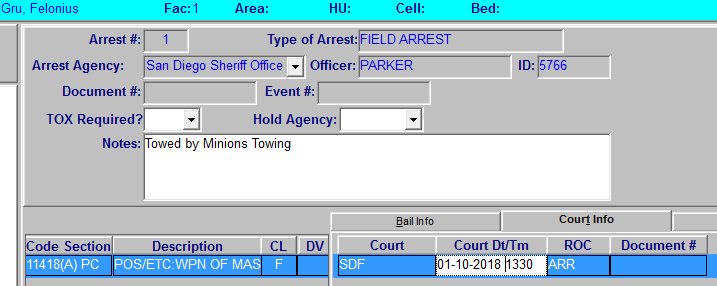 Gru, Felonius Fac:1 Area: HU: Cell: Bed:
Arrest #: 1 Type of Arrest: FIELD ARREST
Arrest Agency: San Diego Sheriff Office Officer: PARKER ID: 5766
Document #: Event #:
TOX Required? Hold Agency:
Notes: Towed by Minions Towing
Bail Info Court Info
Code Section Description CL DV Court Court Dt/Tm ROC Document #
11418(A) PC POS/ETC:WPN OF MAS F SDF 01-10-2018 1330 ARR